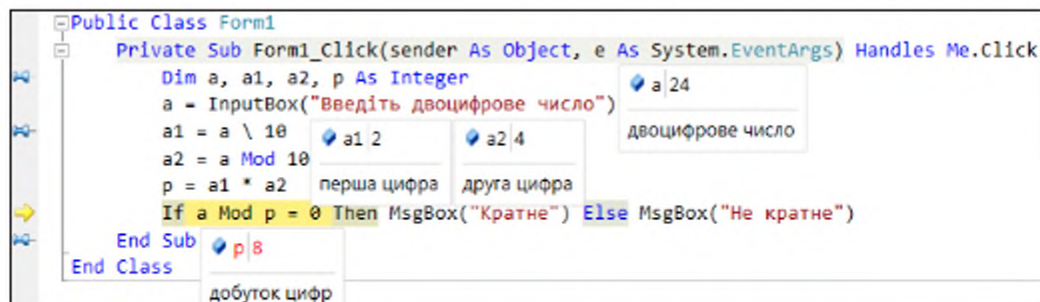 Public Class Form1
Private Sub Form1_Click(sender As Object, e As System.EventArgs) Handles Me.Click
Dim a, a1, a2, p As Integer
a 24
a = InputBox("Введіть двоцифрове число")
двоцифрове число
a1 = a \ 10
a1 2
a2 4
a2 = a Mod 10
перша цифра
друга цифра
p = a1 * a2
If a Mod p = 0 Then MsgBox("Кратне") Else MsgBox("Не кратне")
End Sub
p 8
End Class
добуток цифр